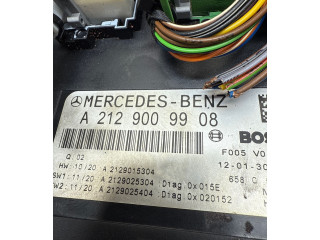 MERCEDES-BENZ
A 212 900 99 08
BOS
Q: 02
F005 V0
HW: 10/20 A 2129015304
12-01-30
SW1: 11/20 A 2129025304 Diag.0x015E
658
SW2: 11/20 A 2129025404 Diag.0x020152